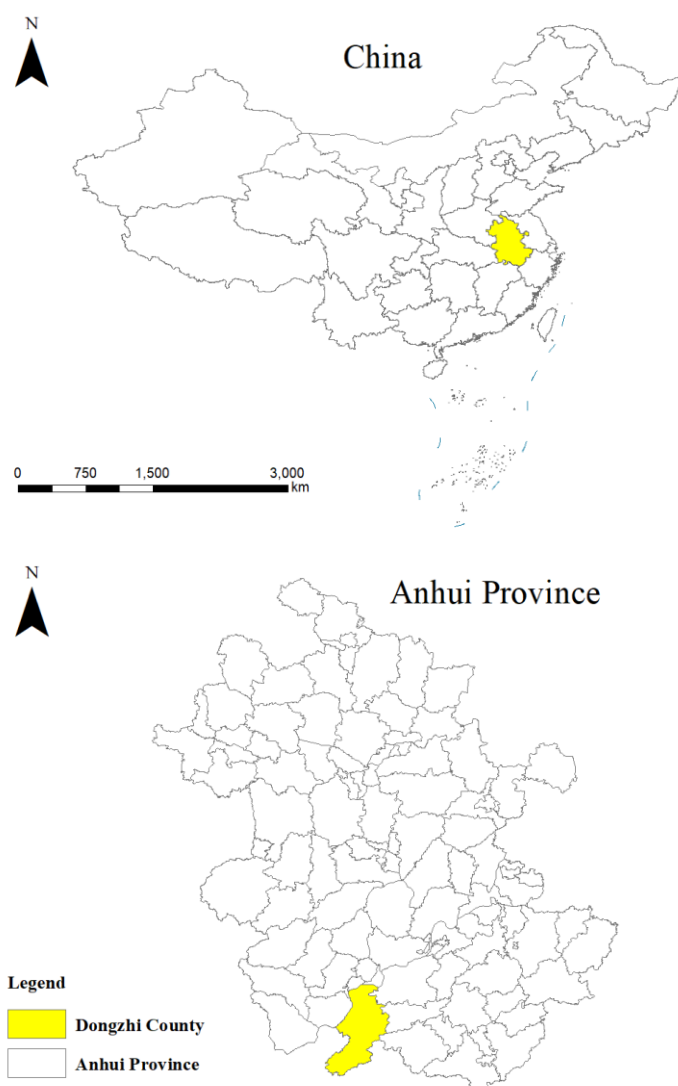 N
China
0 750 1,500 3,000
km
N
Anhui Province
Legend
Dongzhi County
Anhui Province